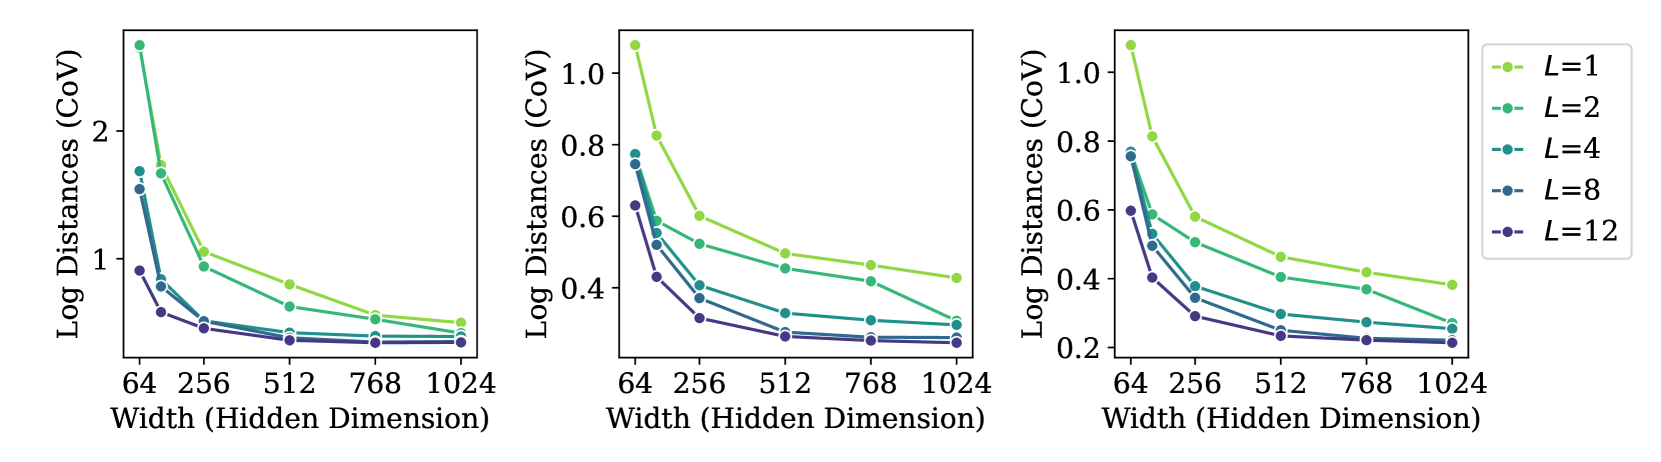 Log Distances (CoV)
2
1
64 256 512 768 1024
Width (Hidden Dimension)
Log Distances (CoV)
1.0
0.8
0.6
0.4
64 256 512 768 1024
Width (Hidden Dimension)
Log Distances (CoV)
1.0
0.8
0.6
0.4
0.2
64 256 512 768 1024
Width (Hidden Dimension)
L=1
L=2
L=4
L=8
L=12